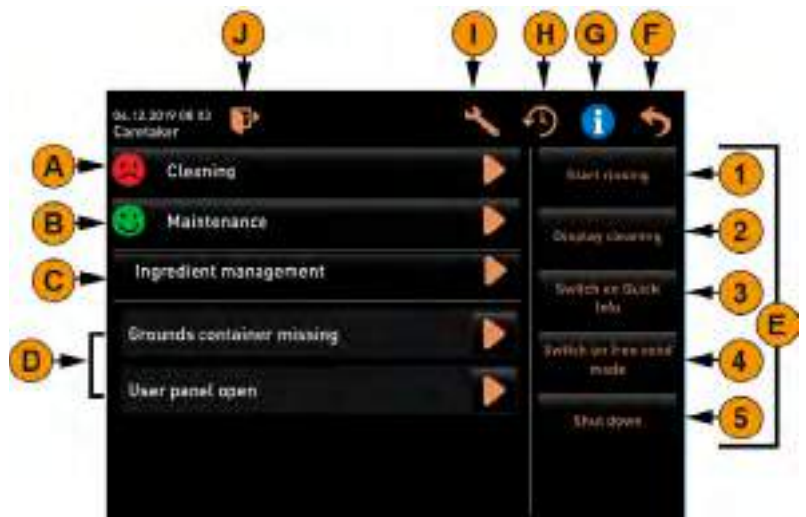 J
I
H
G
F
04.12.2019 08 03
Caretaker
i
A
Cleaning
Start rinsing
1
B
Maintenance
Display cleaning
2
C
Ingredient management
Switch on Quick
Info
3
E
D
Grounds container missing
Switch on free vend
mode
4
User panel open
Shut down
5